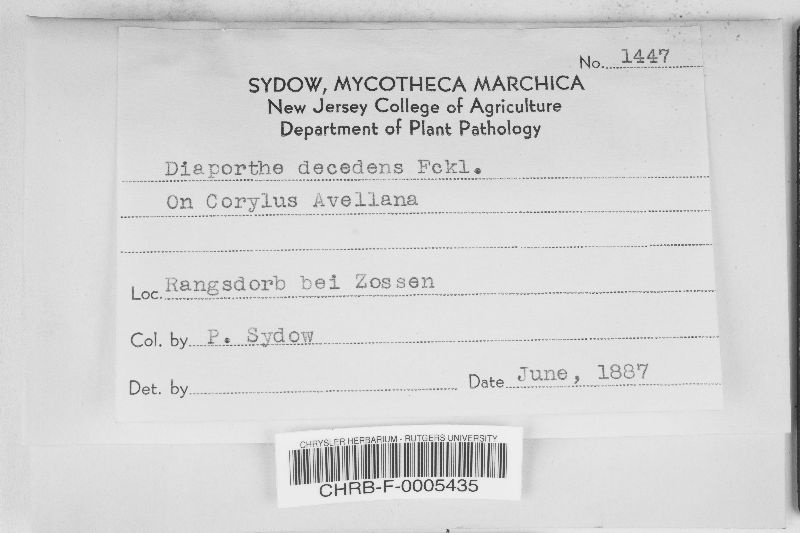 No. 1447
SYDOW, MYCOTHECA MARCHICA
New Jersey College of Agriculture
Department of Plant Pathology
Diaporthe decedens Fckl.
On Corylus Avellana
Loc. Rangsdorb bei Zossen
Col. by P. Sydow
Det. by
Date June, 1887
CHRYSLER HERBARIUM - RUTGERS UNIVERSITY
CHRB-F-0005435